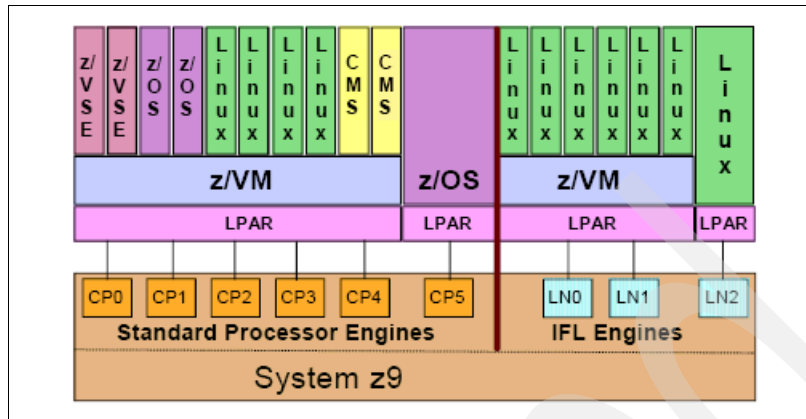 z/VSE z/VSE z/OS z/OS Linux Linux Linux Linux CMS CMS Linux Linux Linux Linux Linux Linux Linux
z/VM z/OS z/VM
LPAR LPAR LPAR LPAR
CP0 CP1 CP2 CP3 CP4 CP5 LN0 LN1 LN2
Standard Processor Engines IFL Engines
System z9